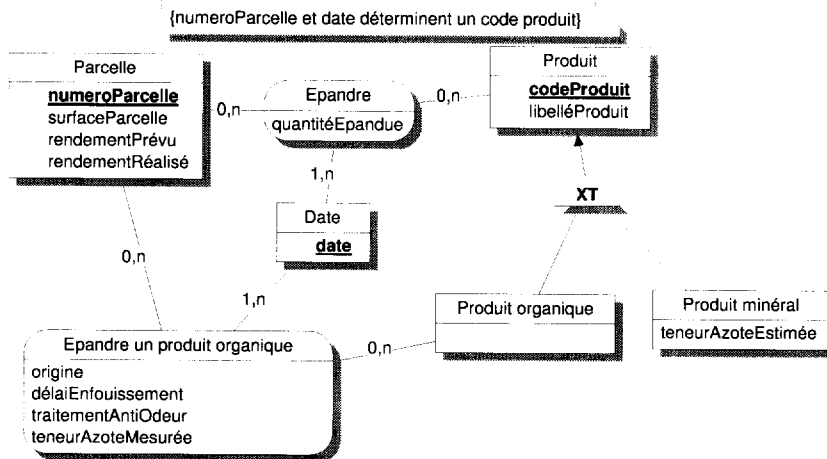 {numeroParcelle et date déterminent un code produit}
Parcelle
numeroParcelle
surfaceParcelle
rendementPrévu
rendementRéalisé
0,n
Epandre
quantitéEpandue
0,n
Produit
codeProduit
libelléProduit
1,n
XT
Date
date
0,n
1,n
Produit organique
Produit minéral
teneurAzoteEstimée
Epandre un produit organique
origine
délaiEnfouissement
traitementAntiOdeur
teneurAzoteMesurée
0,n